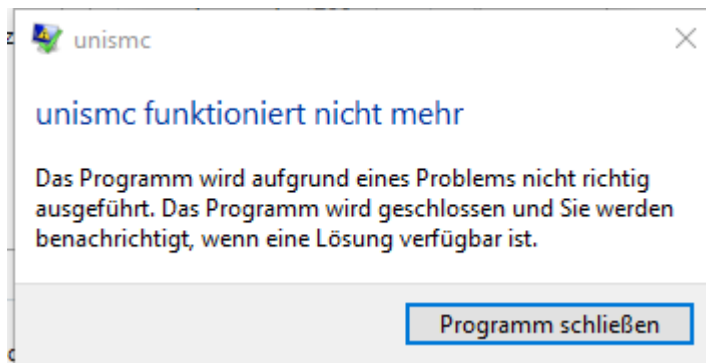 unismc
unismc funktioniert nicht mehr
Das Programm wird aufgrund eines Problems nicht richtig
ausgeführt. Das Programm wird geschlossen und Sie werden
benachrichtigt, wenn eine Lösung verfügbar ist.
Programm schließen